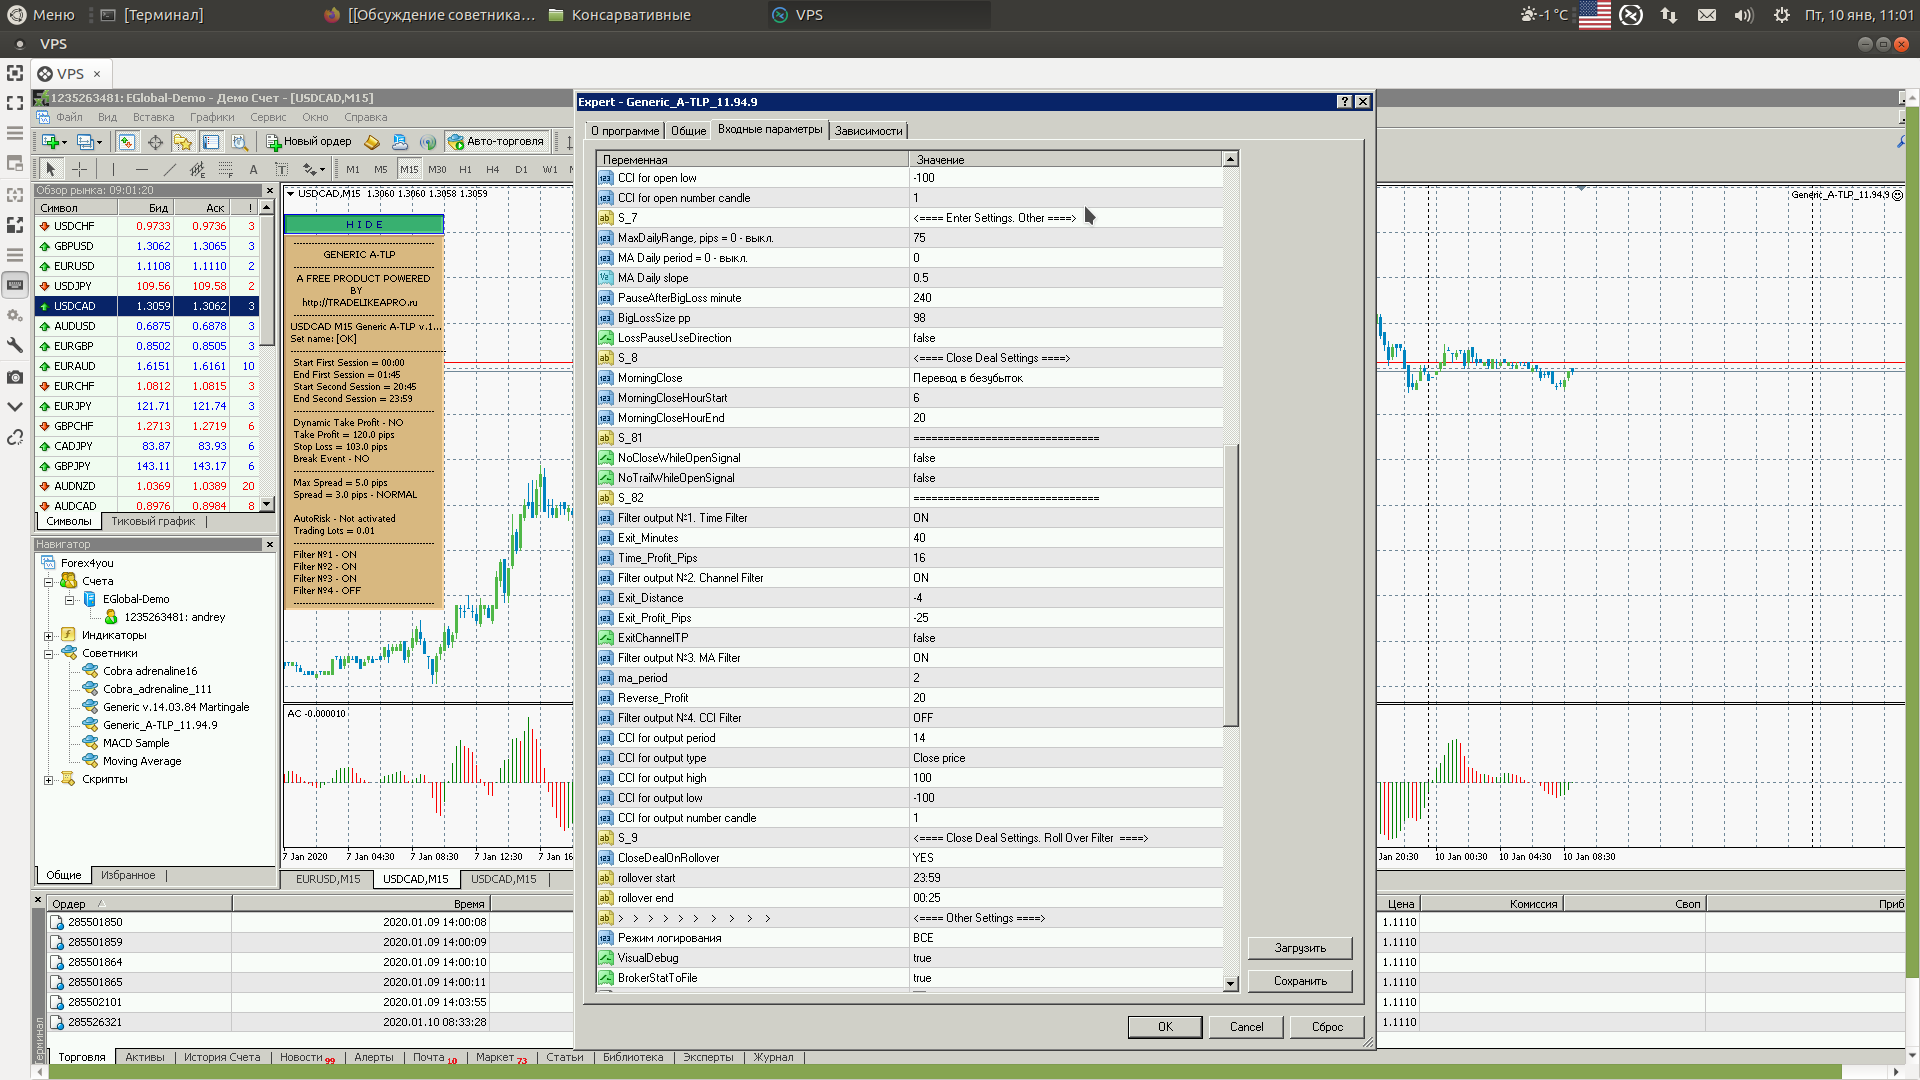 Меню
[Терминал]
[[Обсуждение советника...
Консервативные
VPS
-1 °C
Пт, 10 янв, 11:01
VPS
VPS ×
1235263481: EGlobal-Demo - Демо Счет - [USDCAD,M15]
Файл Вид Вставка Графики Сервис Окно Справка
Новый ордер
Авто-торговля
M1 M5 M15 M30 H1 H4 D1 W1
Обзор рынка: 09:01:20
Символ Бид Аск !
USDCHF 0.9733 0.9736 3
GBPUSD 1.3062 1.3065 3
EURUSD 1.1108 1.1110 2
USDJPY 109.56 109.58 2
USDCAD 1.3059 1.3062 3
AUDUSD 0.6875 0.6878 3
EURGBP 0.8502 0.8505 3
EURAUD 1.6151 1.6161 10
EURCHF 1.0812 1.0815 3
EURJPY 121.71 121.74 3
GBPCHF 1.2713 1.2719 6
CADJPY 83.87 83.93 6
GBPJPY 143.11 143.17 6
AUDNZD 1.0369 1.0389 20
AUDCAD 0.8976 0.8984 8
Символы Тиковый график
Навигатор
Forex4you
Счета
EGlobal-Demo
1235263481: andrey
Индикаторы
Советники
Cobra adrenaline16
Cobra_adrenaline_111
Generic v.14.03.84 Martingale
Generic_A-TLP_11.94.9
MACD Sample
Moving Average
Скрипты
Общие Избранное
USDCAD,M15 1.3060 1.3060 1.3058 1.3059
HIDE
GENERIC A-TLP
A FREE PRODUCT POWERED
BY
http://TRADELIKEAPRO.ru
USDCAD M15 Generic A-TLP v.1...
Set name: [OK]
Start First Session = 00:00
End First Session = 01:45
Start Second Session = 20:45
End Second Session = 23:59
Dynamic Take Profit - NO
Take Profit = 120.0 pips
Stop Loss = 103.0 pips
Break Event - NO
Max Spread = 5.0 pips
Spread = 3.0 pips - NORMAL
AutoRisk - Not activated
Trading Lots = 0.01
Filter №1 - ON
Filter №2 - ON
Filter №3 - ON
Filter №4 - OFF
AC -0.000010
7 Jan 2020 7 Jan 04:30 7 Jan 08:30 7 Jan 12:30 7 Jan 16
EURUSD,M15 USDCAD,M15 USDCAD,M15
Expert - Generic_A-TLP_11.94.9
О программе Общие Входные параметры Зависимости
Переменная Значение
CCI for open low -100
CCI for open number candle 1
S_7 <==== Enter Settings. Other ====>
MaxDailyRange, pips = 0 - выкл. 75
MA Daily period = 0 - выкл. 0
MA Daily slope 0.5
PauseAfterBigLoss minute 240
BigLossSize pp 98
LossPauseUseDirection false
S_8 <==== Close Deal Settings ====>
MorningClose Перевод в безубыток
MorningCloseHourStart 6
MorningCloseHourEnd 20
S_81 ===============================
NoCloseWhileOpenSignal false
NoTrailWhileOpenSignal false
S_82 ===============================
Filter output №1. Time Filter ON
Exit_Minutes 40
Time_Profit_Pips 16
Filter output №2. Channel Filter ON
Exit_Distance -4
Exit_Profit_Pips -25
ExitChannelTP false
Filter output №3. MA Filter ON
ma_period 2
Reverse_Profit 20
Filter output №4. CCI Filter OFF
CCI for output period 14
CCI for output type Close price
CCI for output high 100
CCI for output low -100
CCI for output number candle 1
S_9 <==== Close Deal Settings. Roll Over Filter ====>
CloseDealOnRollover YES
rollover start 23:59
rollover end 00:25
> > > > > > > > > > <==== Other Settings ====>
Режим логирования ВСЕ
VisualDebug true
BrokerStatToFile true
Загрузить
Сохранить
OK Cancel Сброс
Generic_A-TLP_11.94.9
Jan 20:30 10 Jan 00:30 10 Jan 04:30 10 Jan 08:30
Ордер Время Цена Комиссия Своп Приб
285501850 2020.01.09 14:00:08 1.1110
285501859 2020.01.09 14:00:09 1.1110
285501864 2020.01.09 14:00:10 1.1110
285501865 2020.01.09 14:00:11 1.1110
285502101 2020.01.09 14:03:55 1.1110
285526321 2020.01.10 08:33:28 1.1110
Терминал
Торговля Активы История Счета Новости 99 Алерты Почта 10 Маркет 73 Статьи Библиотека Эксперты Журнал